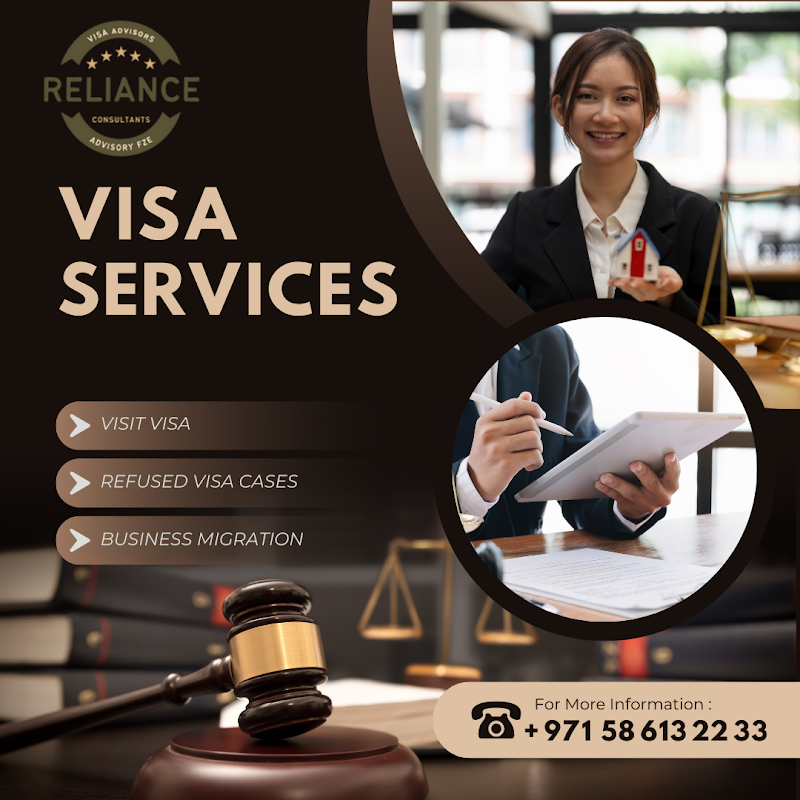 VISA ADVISORS
RELIANCE
CONSULTANTS
ADVISORY FZE
VISA
SERVICES
VISIT VISA
REFUSED VISA CASES
BUSINESS MIGRATION
For More Information :
+971 58 613 22 33